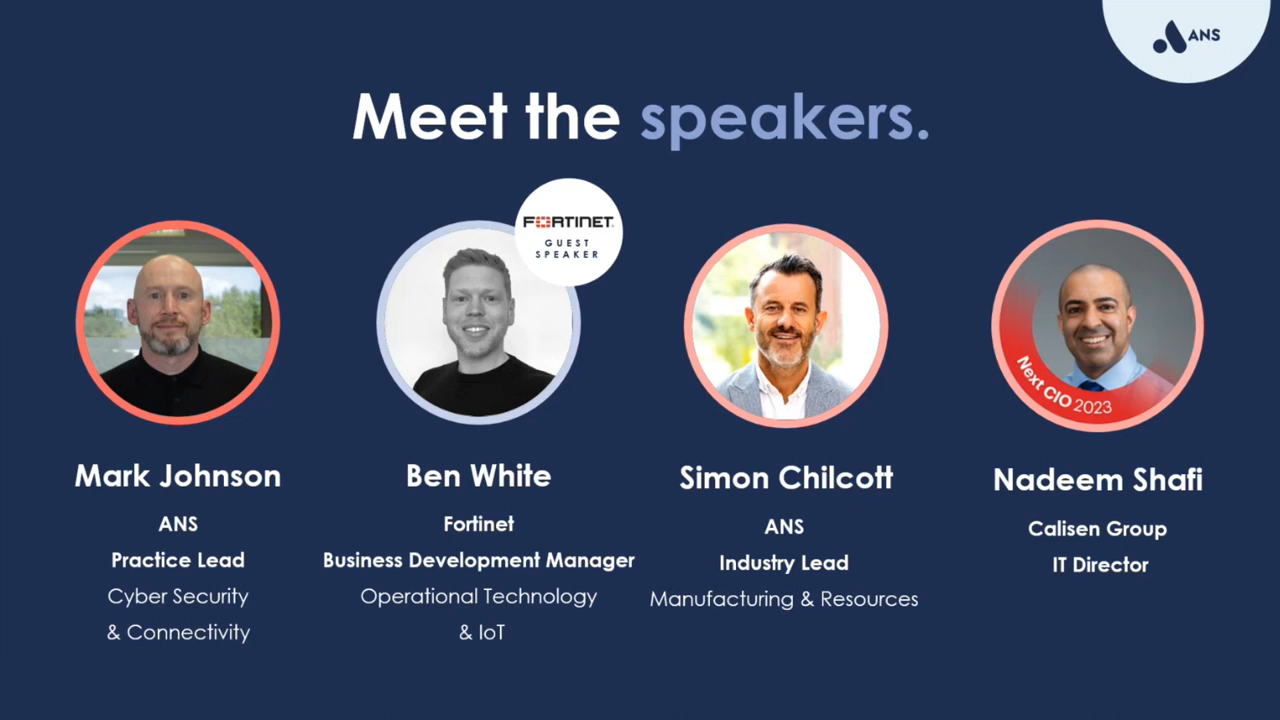 ANS
Meet the speakers.
FORTINET
GUEST
SPEAKER
Next CIO 2023
Mark Johnson
ANS
Practice Lead
Cyber Security
& Connectivity
Ben White
Fortinet
Business Development Manager
Operational Technology
& IoT
Simon Chilcott
ANS
Industry Lead
Manufacturing & Resources
Nadeem Shafi
Calisen Group
IT Director